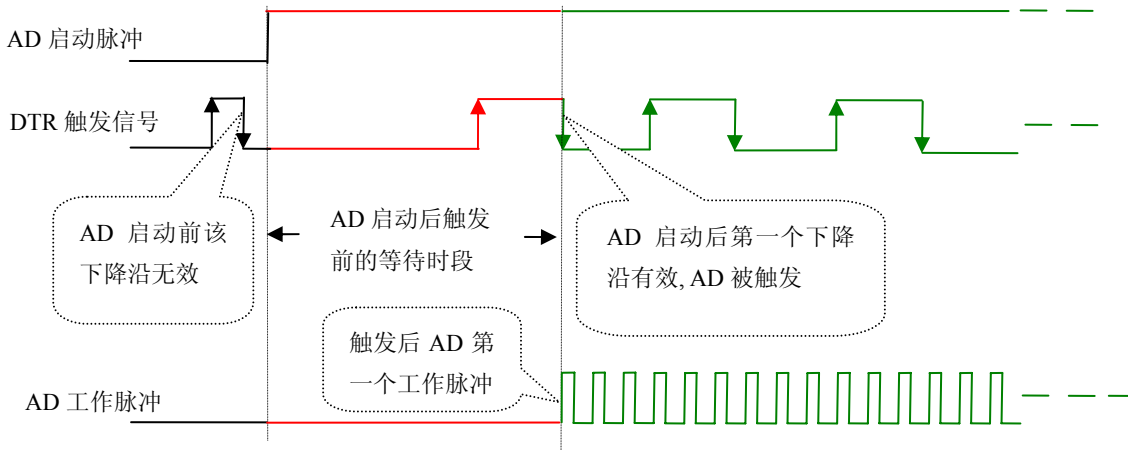 AD 启动脉冲
DTR 触发信号
AD 启动前该
下降沿无效
AD 启动后触发
前的等待时段
AD 启动后第一个下降
沿有效, AD 被触发
触发后 AD 第
一个工作脉冲
AD 工作脉冲